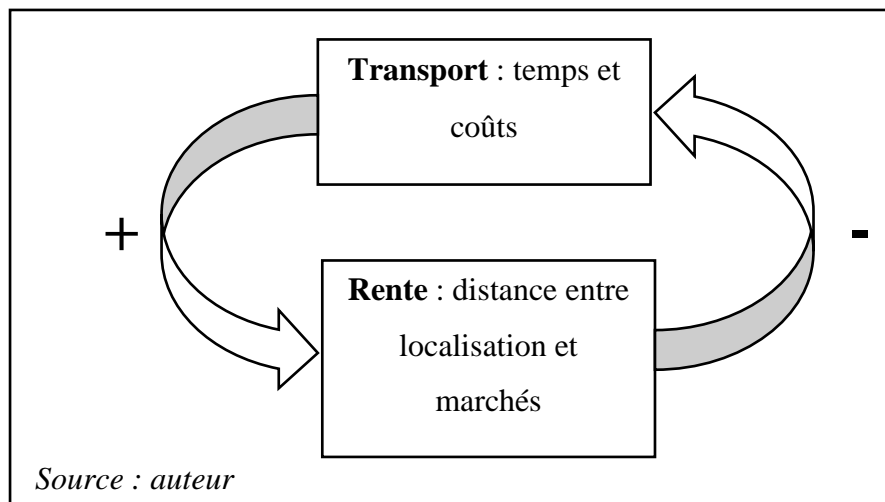 Transport : temps et
coûts
+
-
Rente : distance entre
localisation et
marchés
Source : auteur